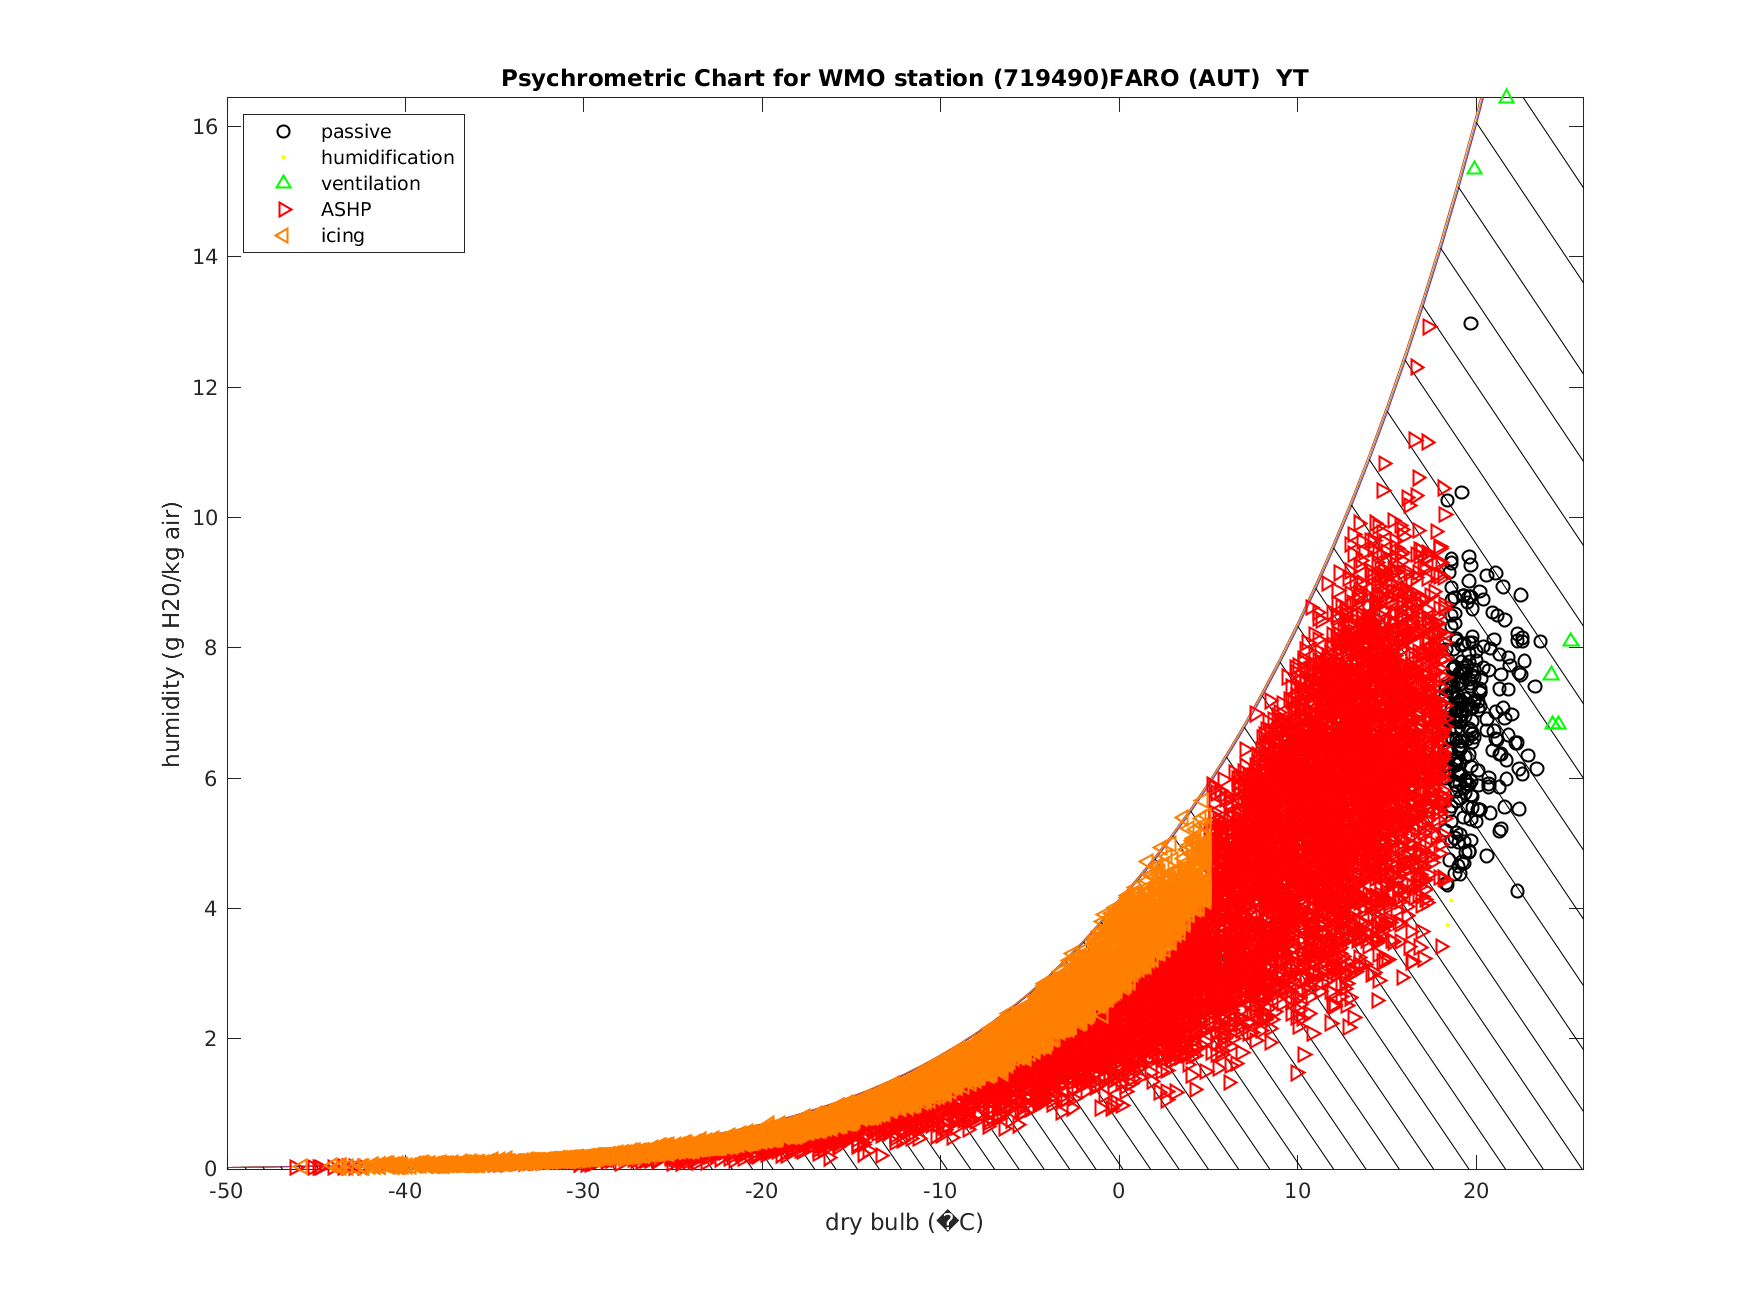 Psychrometric Chart for WMO station (719490)FARO (AUT)  YT
passive
humidification
ventilation
ASHP
icing
humidity (g H20/kg air)
16
14
12
10
8
6
4
2
0
-50 -40 -30 -20 -10 0 10 20
dry bulb (�C)